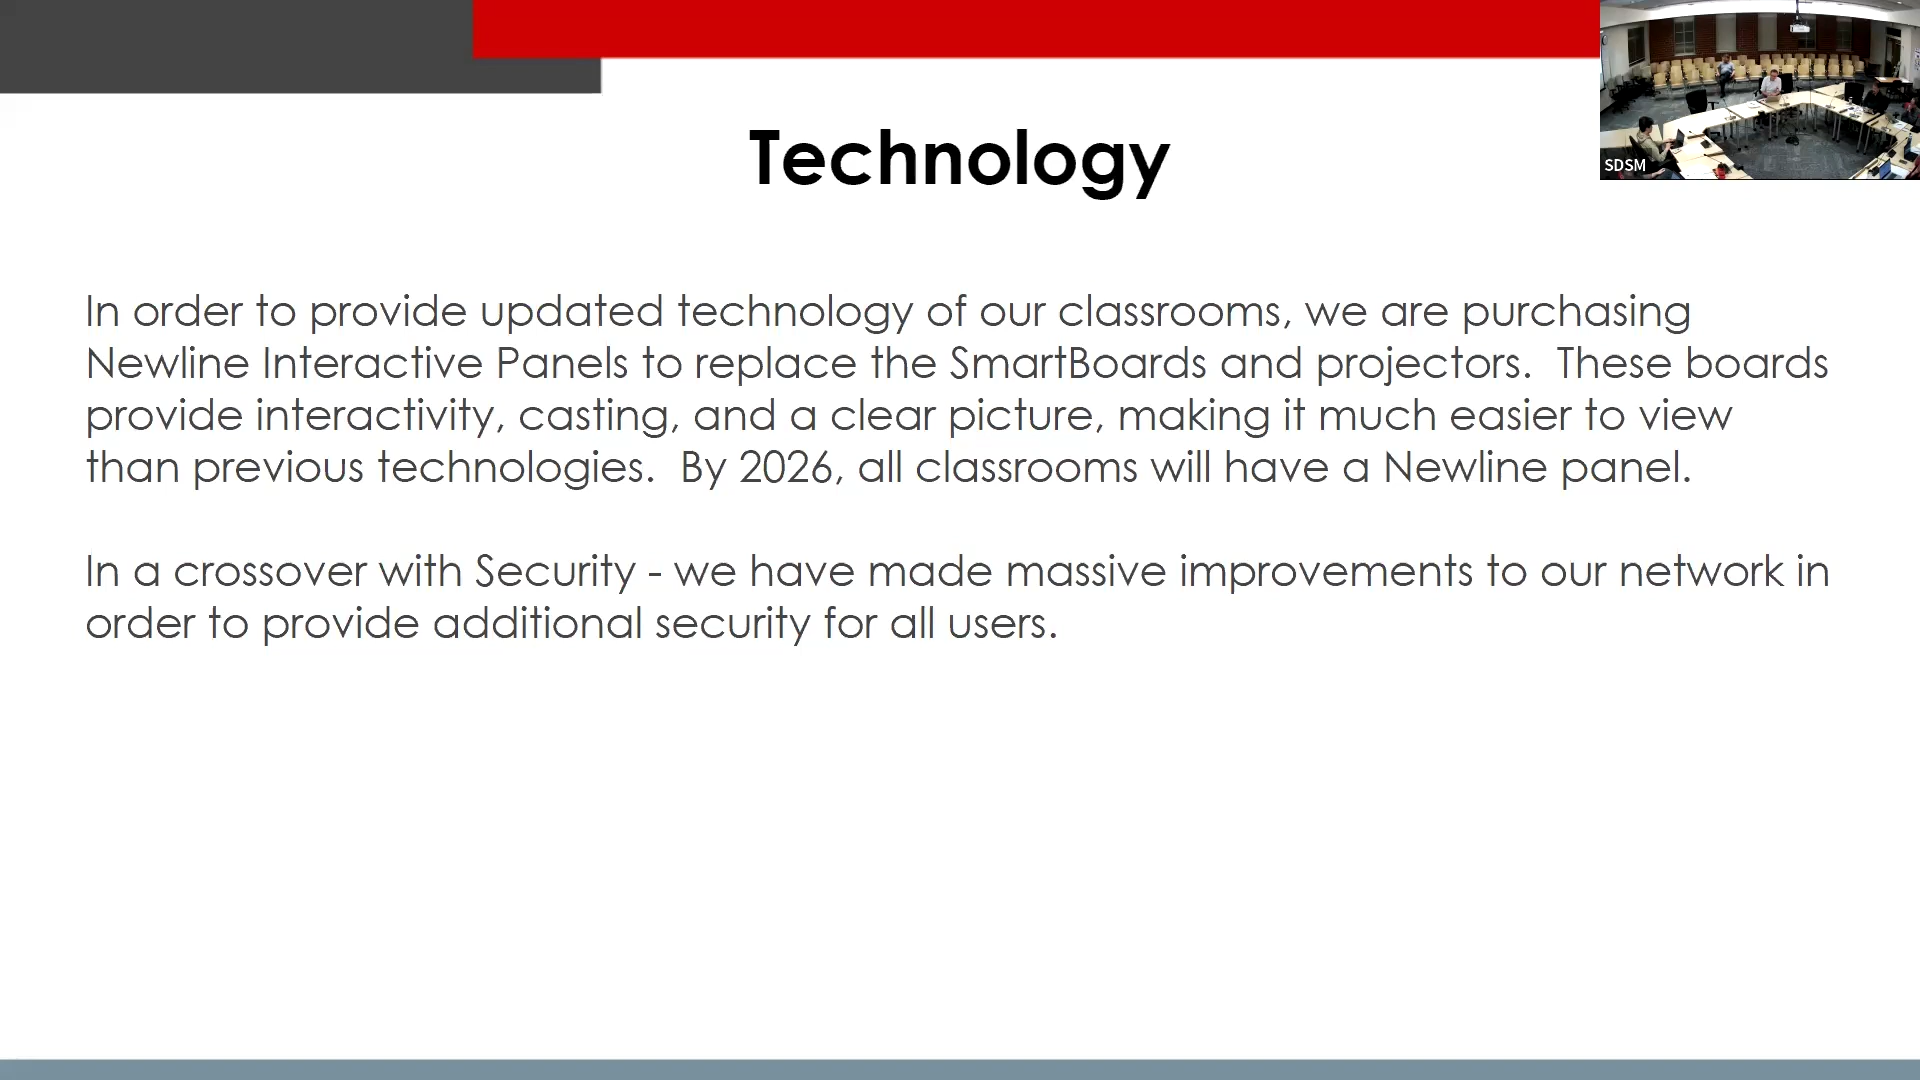 Technology
In order to provide updated technology of our classrooms, we are purchasing
Newline Interactive Panels to replace the SmartBoards and projectors.  These boards
provide interactivity, casting, and a clear picture, making it much easier to view
than previous technologies.  By 2026, all classrooms will have a Newline panel.
In a crossover with Security - we have made massive improvements to our network in
order to provide additional security for all users.
SDSM